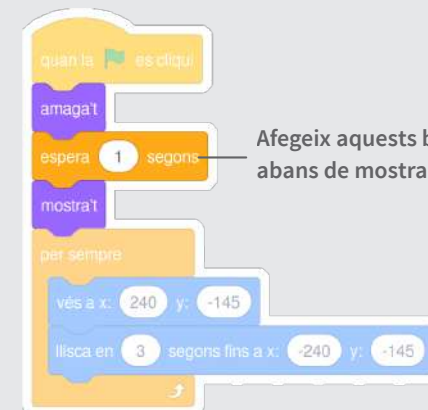 quan la es cliqui
amaga't
espera 1 segons
Afegeix aquests b
abans de mostra
mostra't
per sempre
vés a x: 240 y: -145
llisca en 3 segons fins a x: -240 y: -145